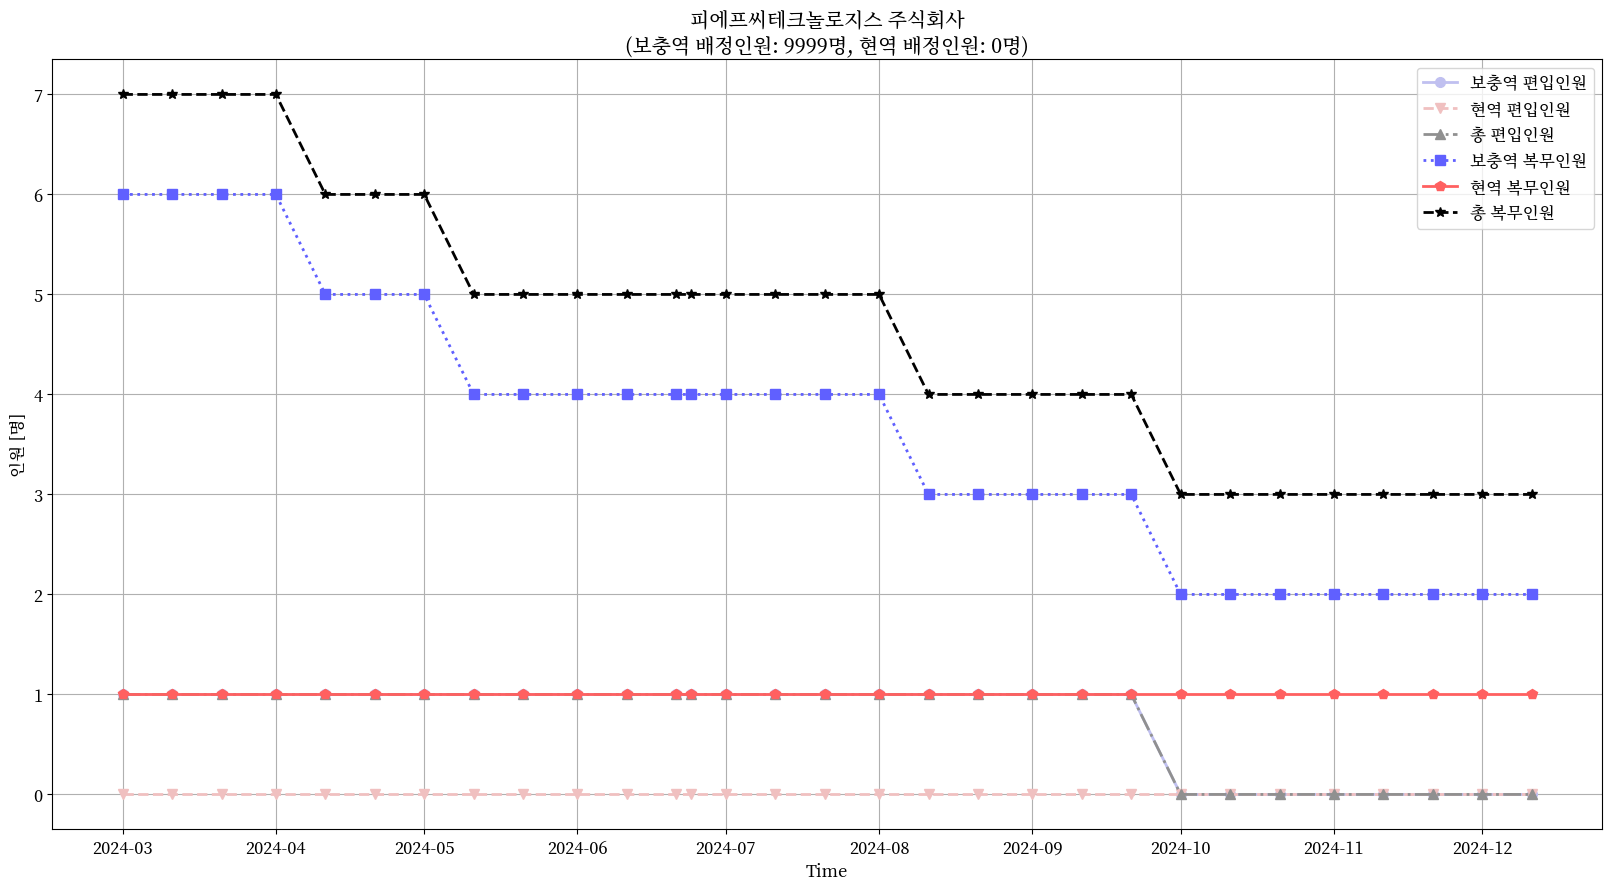 피에프씨테크놀로지스 주식회사
(보충역 배정인원: 9999명, 현역 배정인원: 0명)
보충역 편입인원
현역 편입인원
총 편입인원
보충역 복무인원
현역 복무인원
총 복무인원
인원 [명]
7
6
5
4
3
2
1
0
2024-03 2024-04 2024-05 2024-06 2024-07 2024-08 2024-09 2024-10 2024-11 2024-12
Time